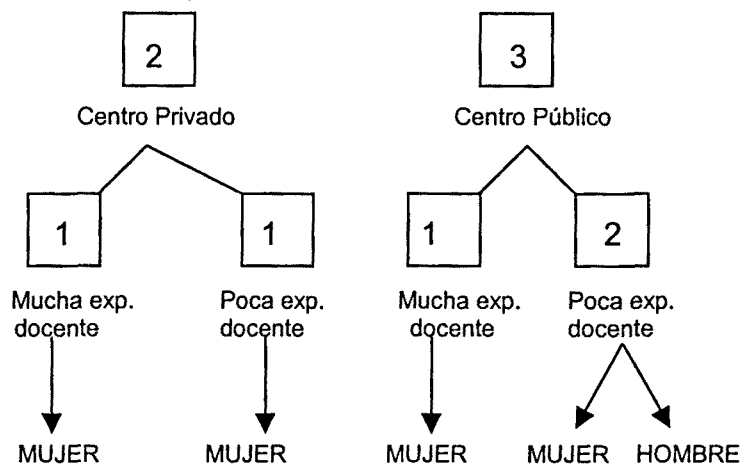 2 3
Centro Privado Centro Público
1 1 1 2
Mucha exp. Poca exp. Mucha exp. Poca exp.
docente docente docente docente
MUJER MUJER MUJER MUJER HOMBRE